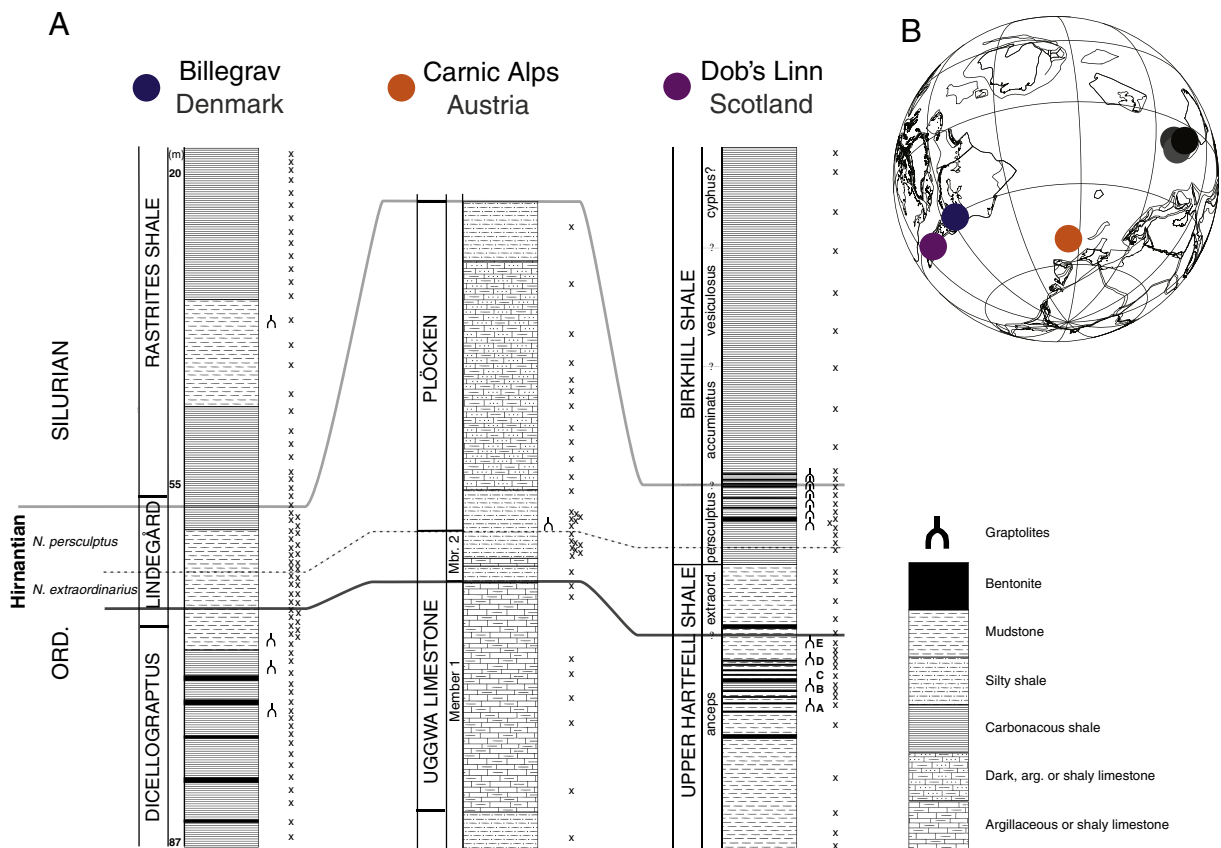 A
B
Billegrav
Denmark
Carnic Alps
Austria
Dob's Linn
Scotland
(m)
20
55
87
SILURIAN
Hirnantian
N. persculptus
N. extraordinarius
ORD.
RASTRITES SHALE
LINDEGÅRD
DICELLOGRAPTUS
PLÖCKEN
Mbr. 2
UGGWA LIMESTONE
Member 1
BIRKHILL SHALE
UPPER HARTFELL SHALE
cyphus?
?
vesiculosus
?
accuminatus
?
persculptus
extraord.
?
anceps
E
D
C
B
A
Graptolites
Bentonite
Mudstone
Silty shale
Carbonacous shale
Dark, arg. or shaly limestone
Argillaceous or shaly limestone